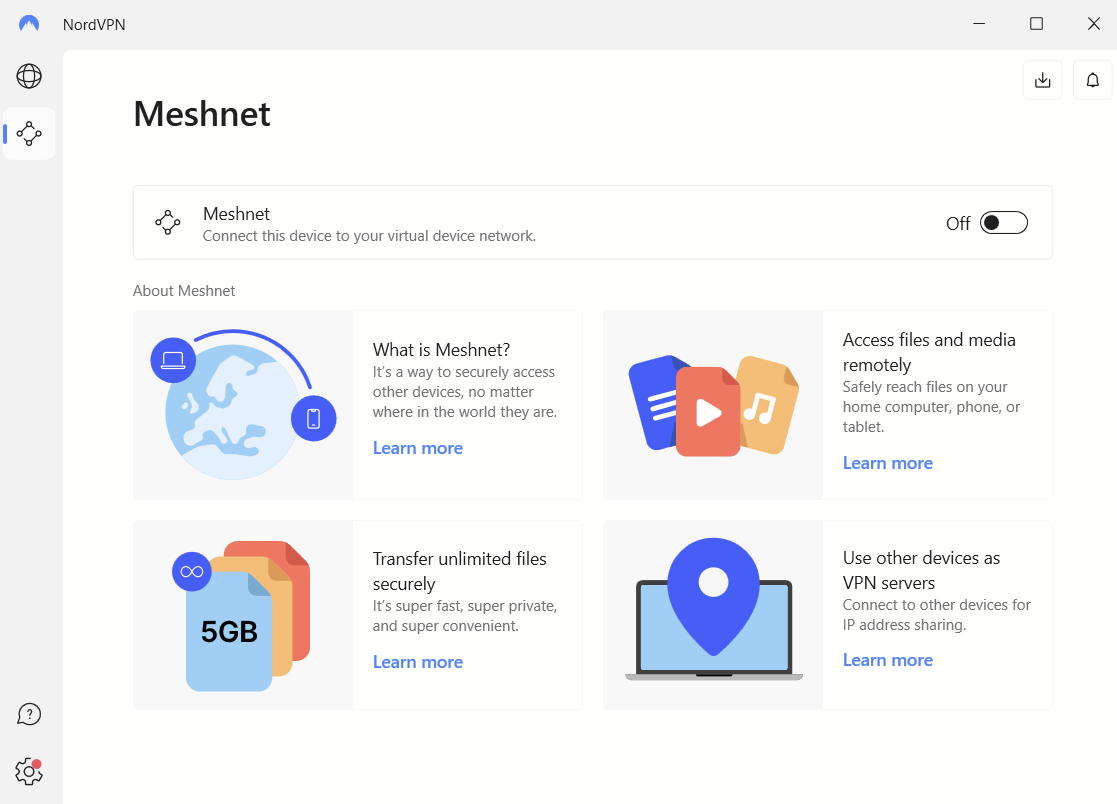 NordVPN
Meshnet
Meshnet
Connect this device to your virtual device network.
Off
About Meshnet
What is Meshnet?
It's a way to securely access
other devices, no matter
where in the world they are.
Learn more
Access files and media
remotely
Safely reach files on your
home computer, phone, or
tablet.
Learn more
5GB
Transfer unlimited files
securely
It's super fast, super private,
and super convenient.
Learn more
Use other devices as
VPN servers
Connect to other devices for
IP address sharing.
Learn more